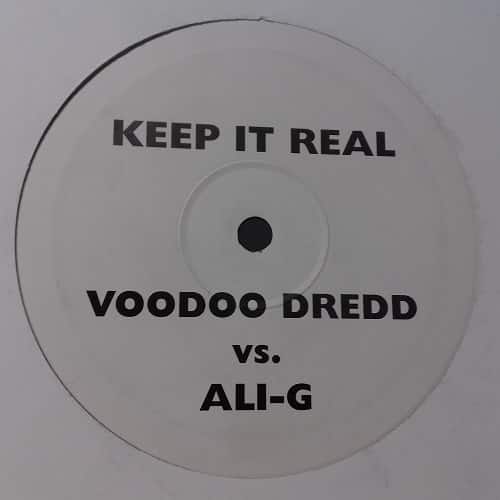 KEEP IT REAL
VOODOO DREDD
vs.
ALI-G